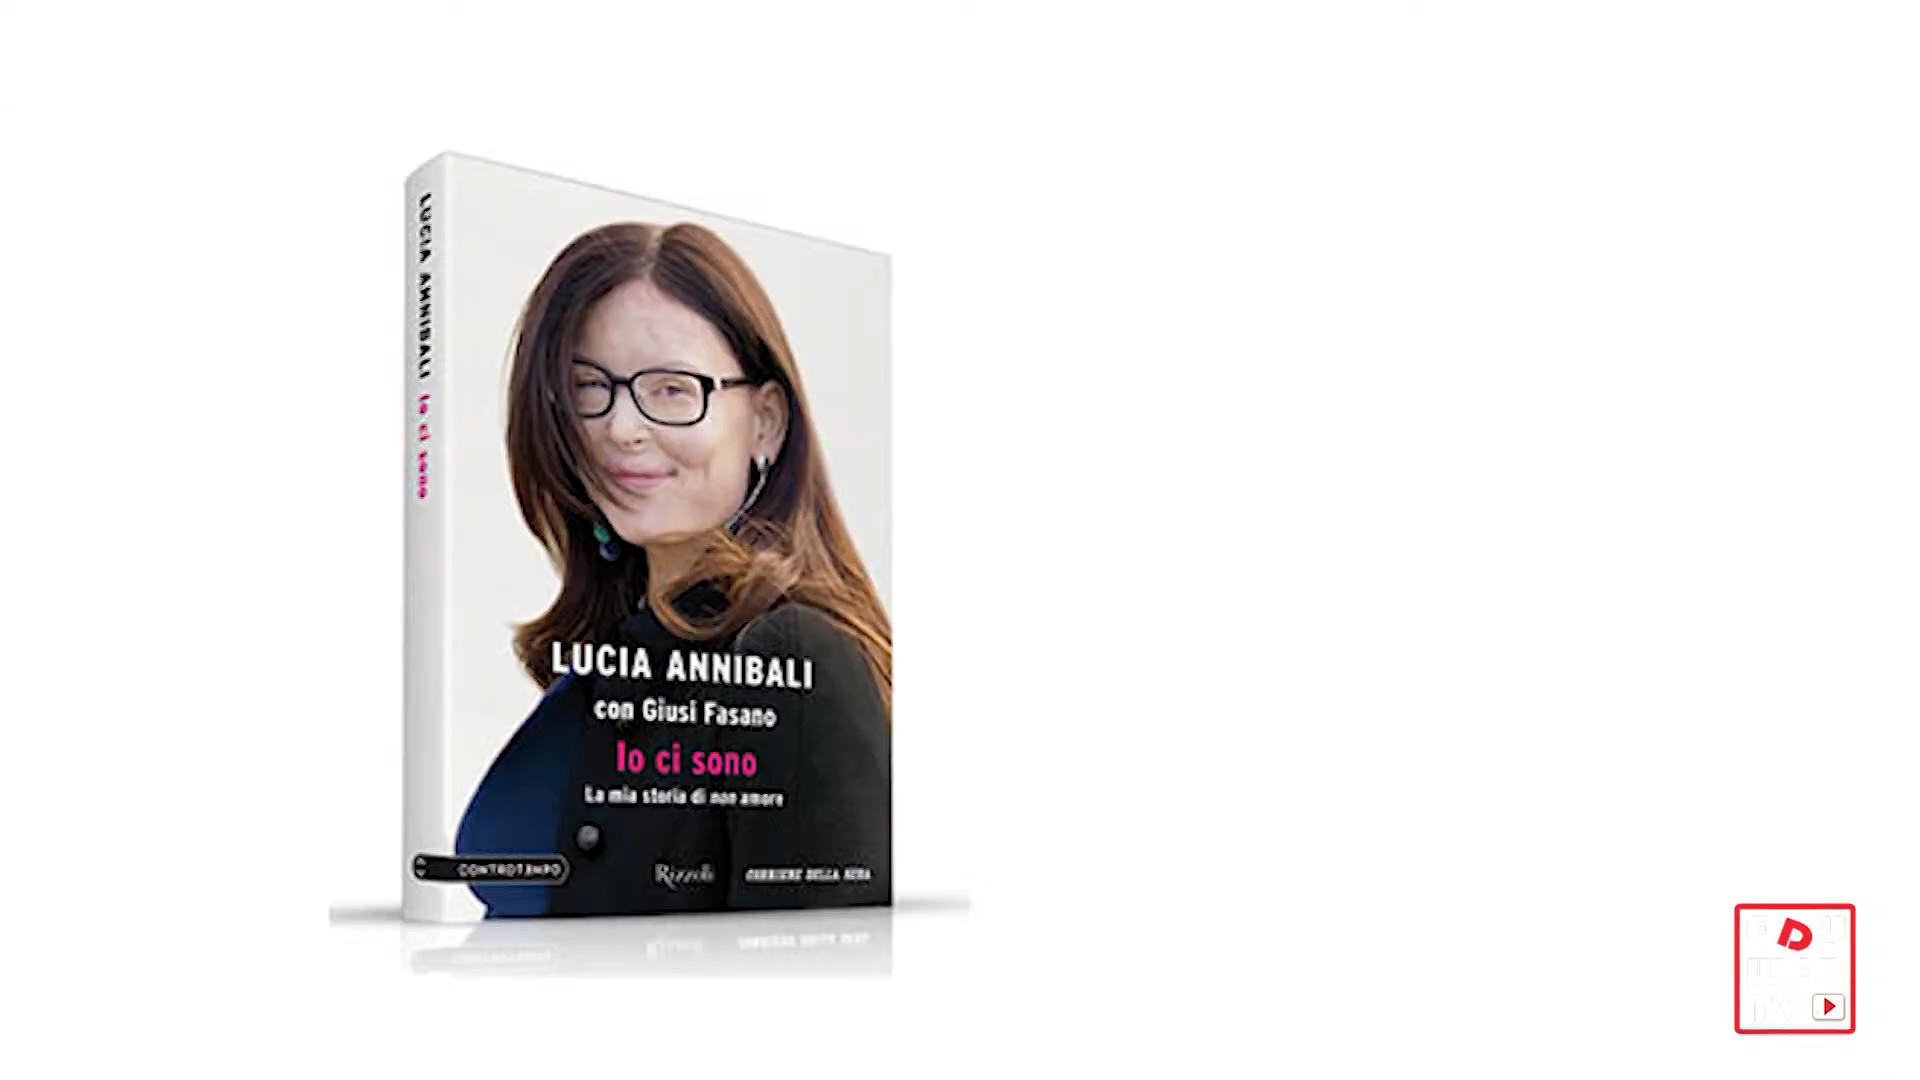 LUCIA ANNIBALI Io ci sono
LUCIA ANNIBALI
con Giusi Fasano
Io ci sono
La mia storia di non amore
CONTROTEMPO
Rizzoli
CORRIERE DELLA SERA
D